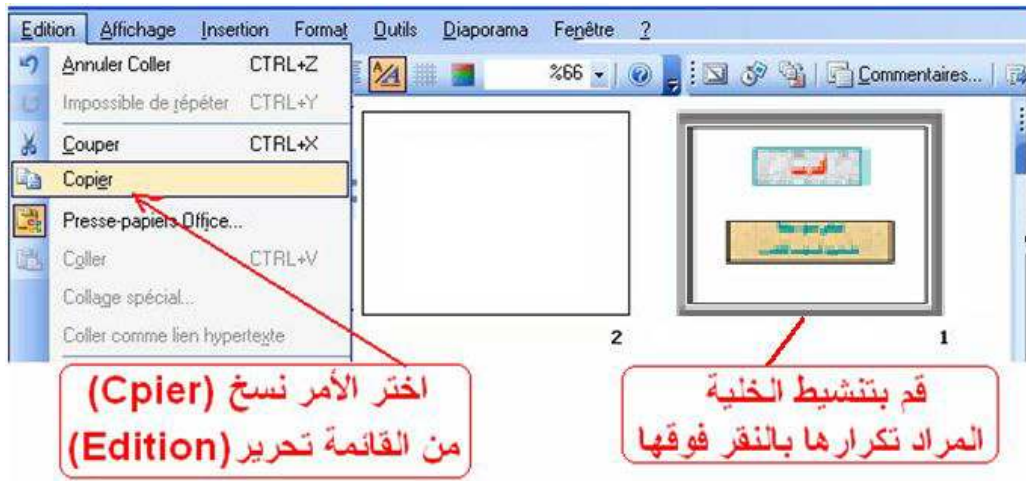 Edition Affichage Insertion Format Outils Diaporama Fenêtre ?
Annuler Coller CTRL+Z
Impossible de répéter CTRL+Y
Couper CTRL+X
Copier
Presse-papiers Office...
Coller CTRL+V
Collage spécial...
Coller comme lien hypertexte
%66
Commentaires...
2
1
اختر الأمر نسخ (Cpier)
من القائمة تحرير (Edition)
قم بتنشيط الخلية
المراد تكرارها بالنقر فوقها